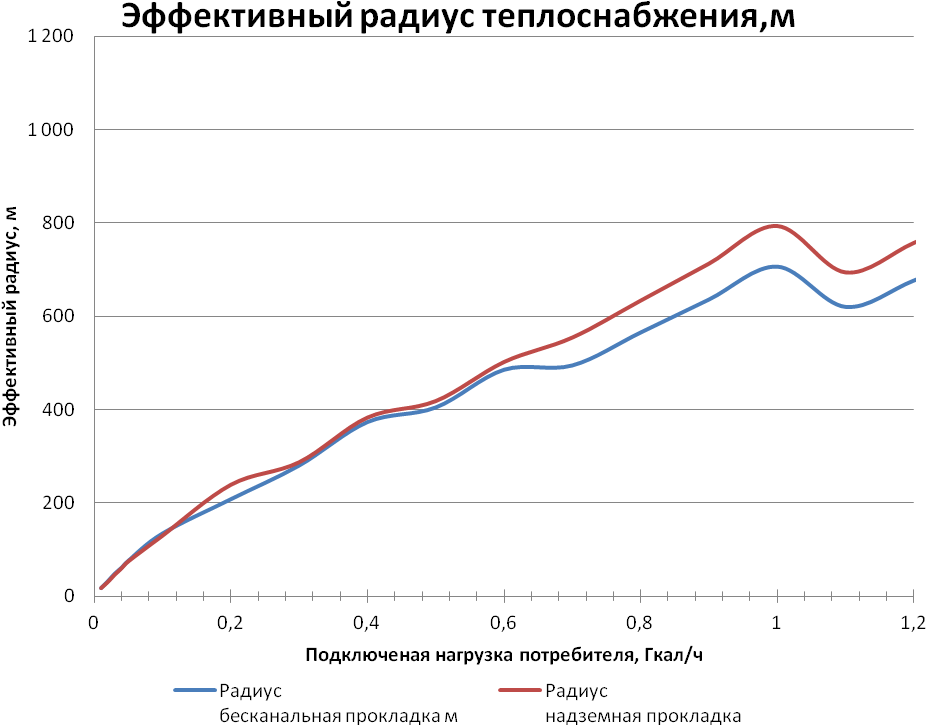 Эффективный радиус теплоснабжения,м
1 200
1 000
800
600
400
200
0
Эффективный радиус, м
0 0,2 0,4 0,6 0,8 1 1,2
Подключеная нагрузка потребителя, Гкал/ч
Радиус
бесканальная прокладка м
Радиус
надземная прокладка